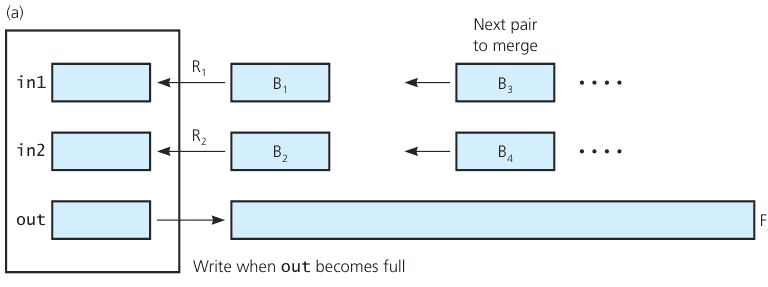 (a)
Next pair
to merge
in1 R₁ B₁ B₃ ....
in2 R₂ B₂ B₄ ....
out F
Write when out becomes full